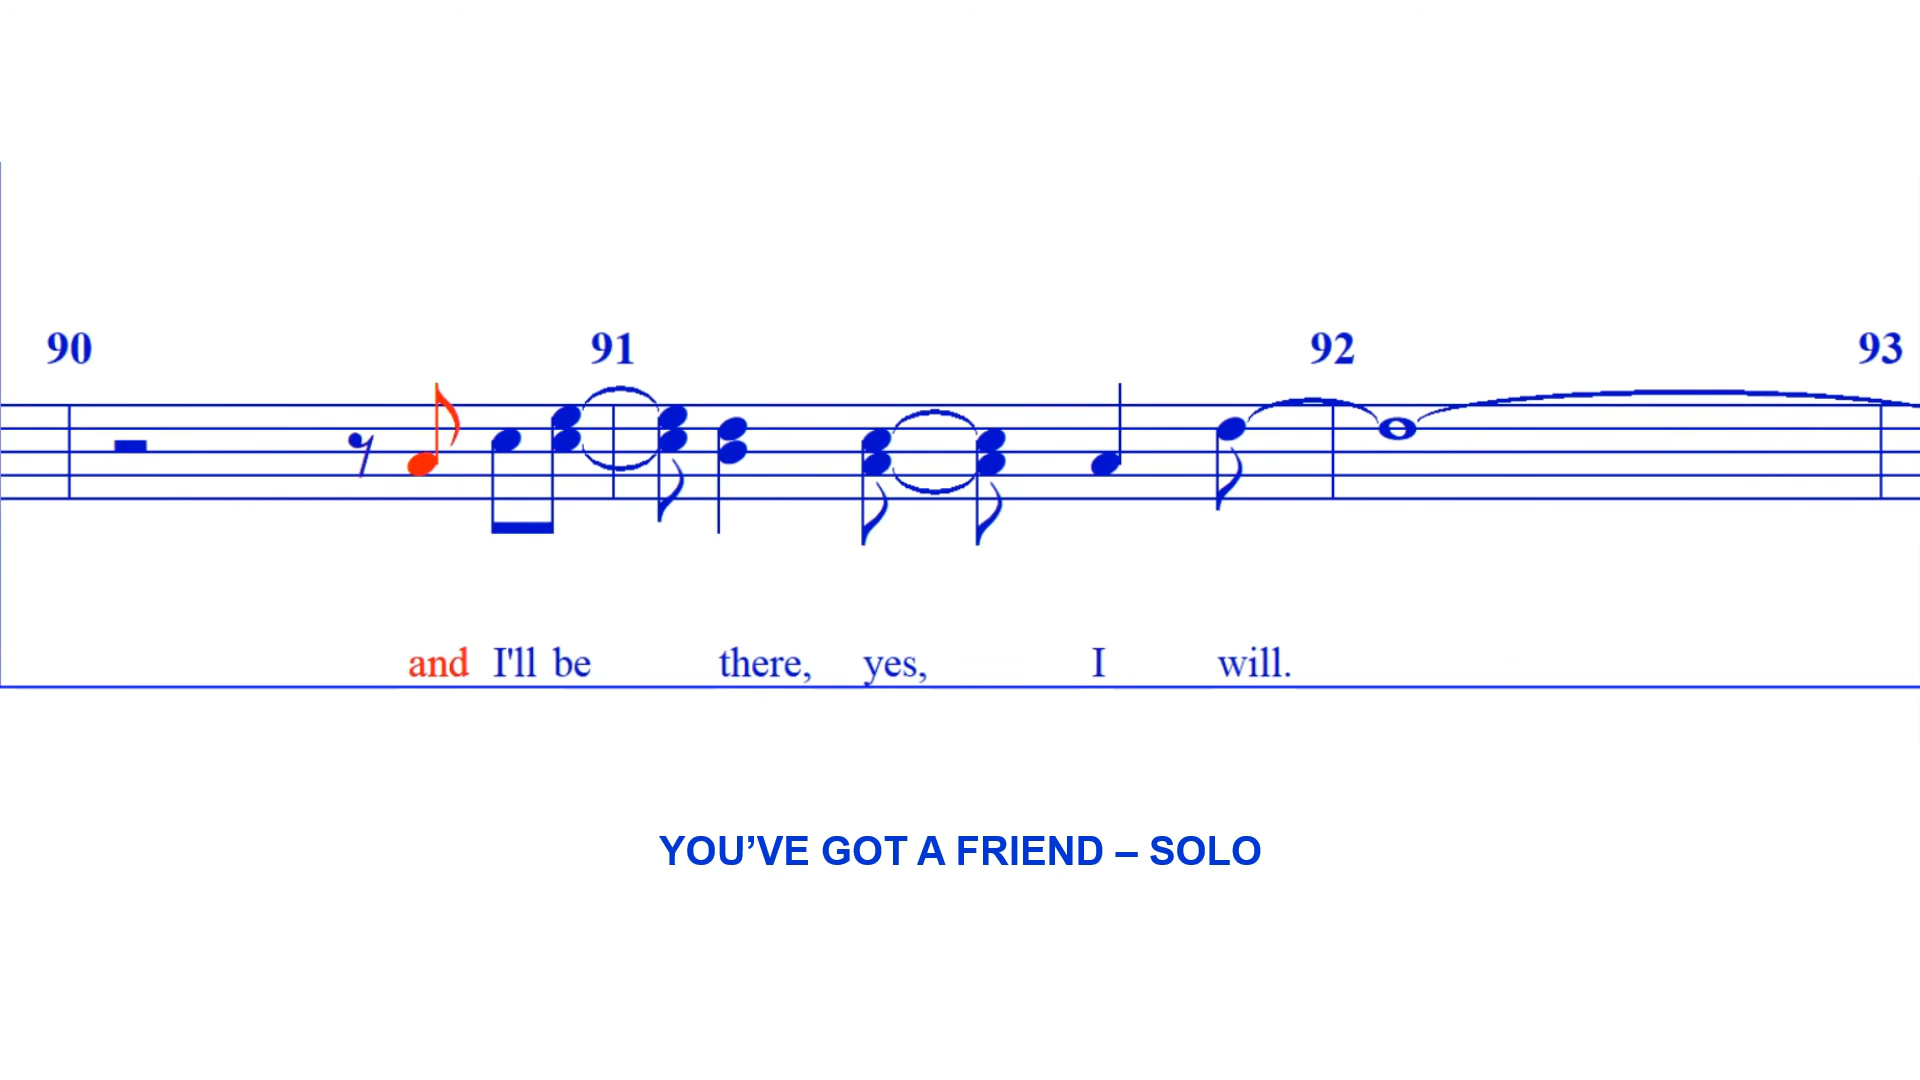 90 91 92 93
and I'll be there, yes, I will.
YOU’VE GOT A FRIEND – SOLO